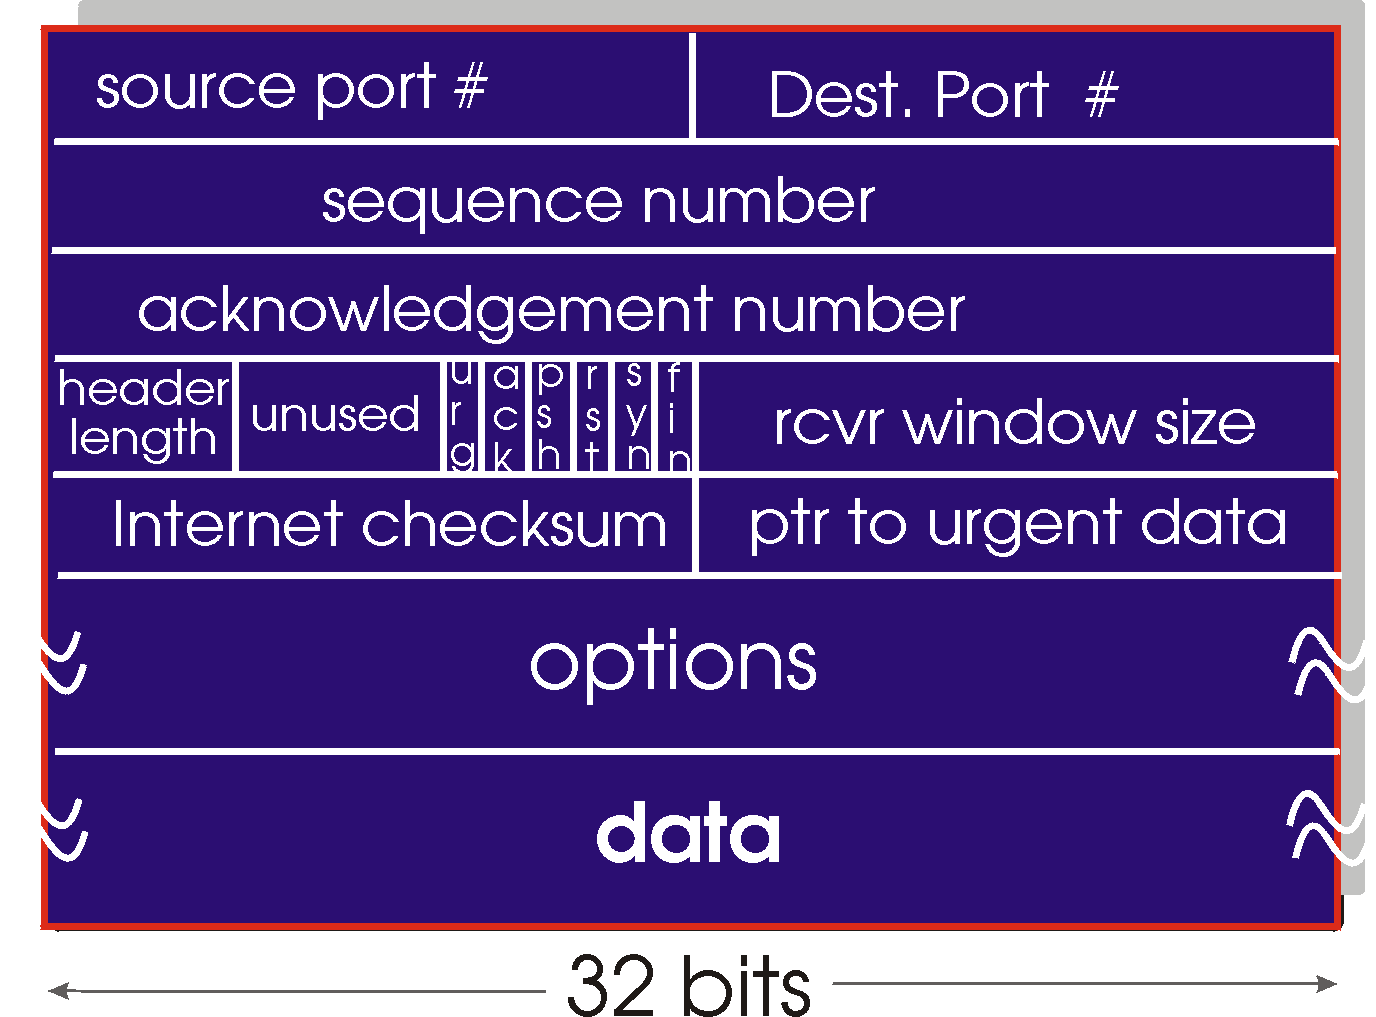 source port #
Dest. Port #
sequence number
acknowledgement number
header
length
unused
urg
ack
psh
rst
syn
fin
rcvr window size
Internet checksum
ptr to urgent data
options
data
32 bits